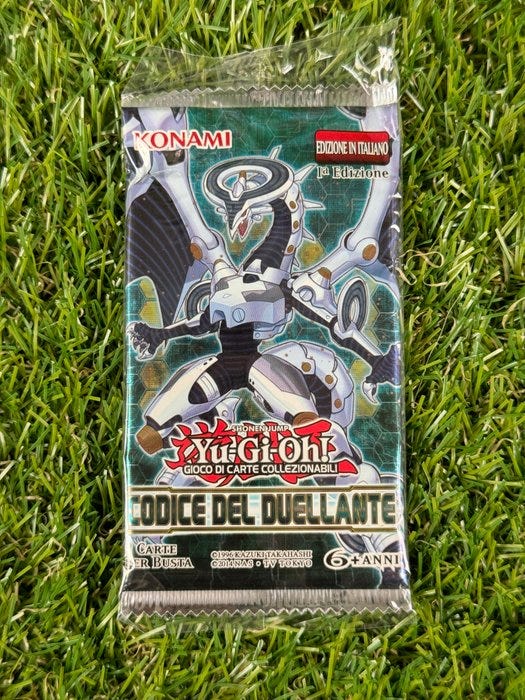 KONAMI
EDIZIONE IN ITALIANO
1ª Edizione
SHONEN JUMP
Yu-Gi-Oh!
GIOCO DI CARTE COLLEZIONABILI
CODICE DEL DUELLANTE
CARTE
PER BUSTA
©1996 KAZUKI TAKAHASHI
©2014 NAS • TV TOKYO
6+ANNI